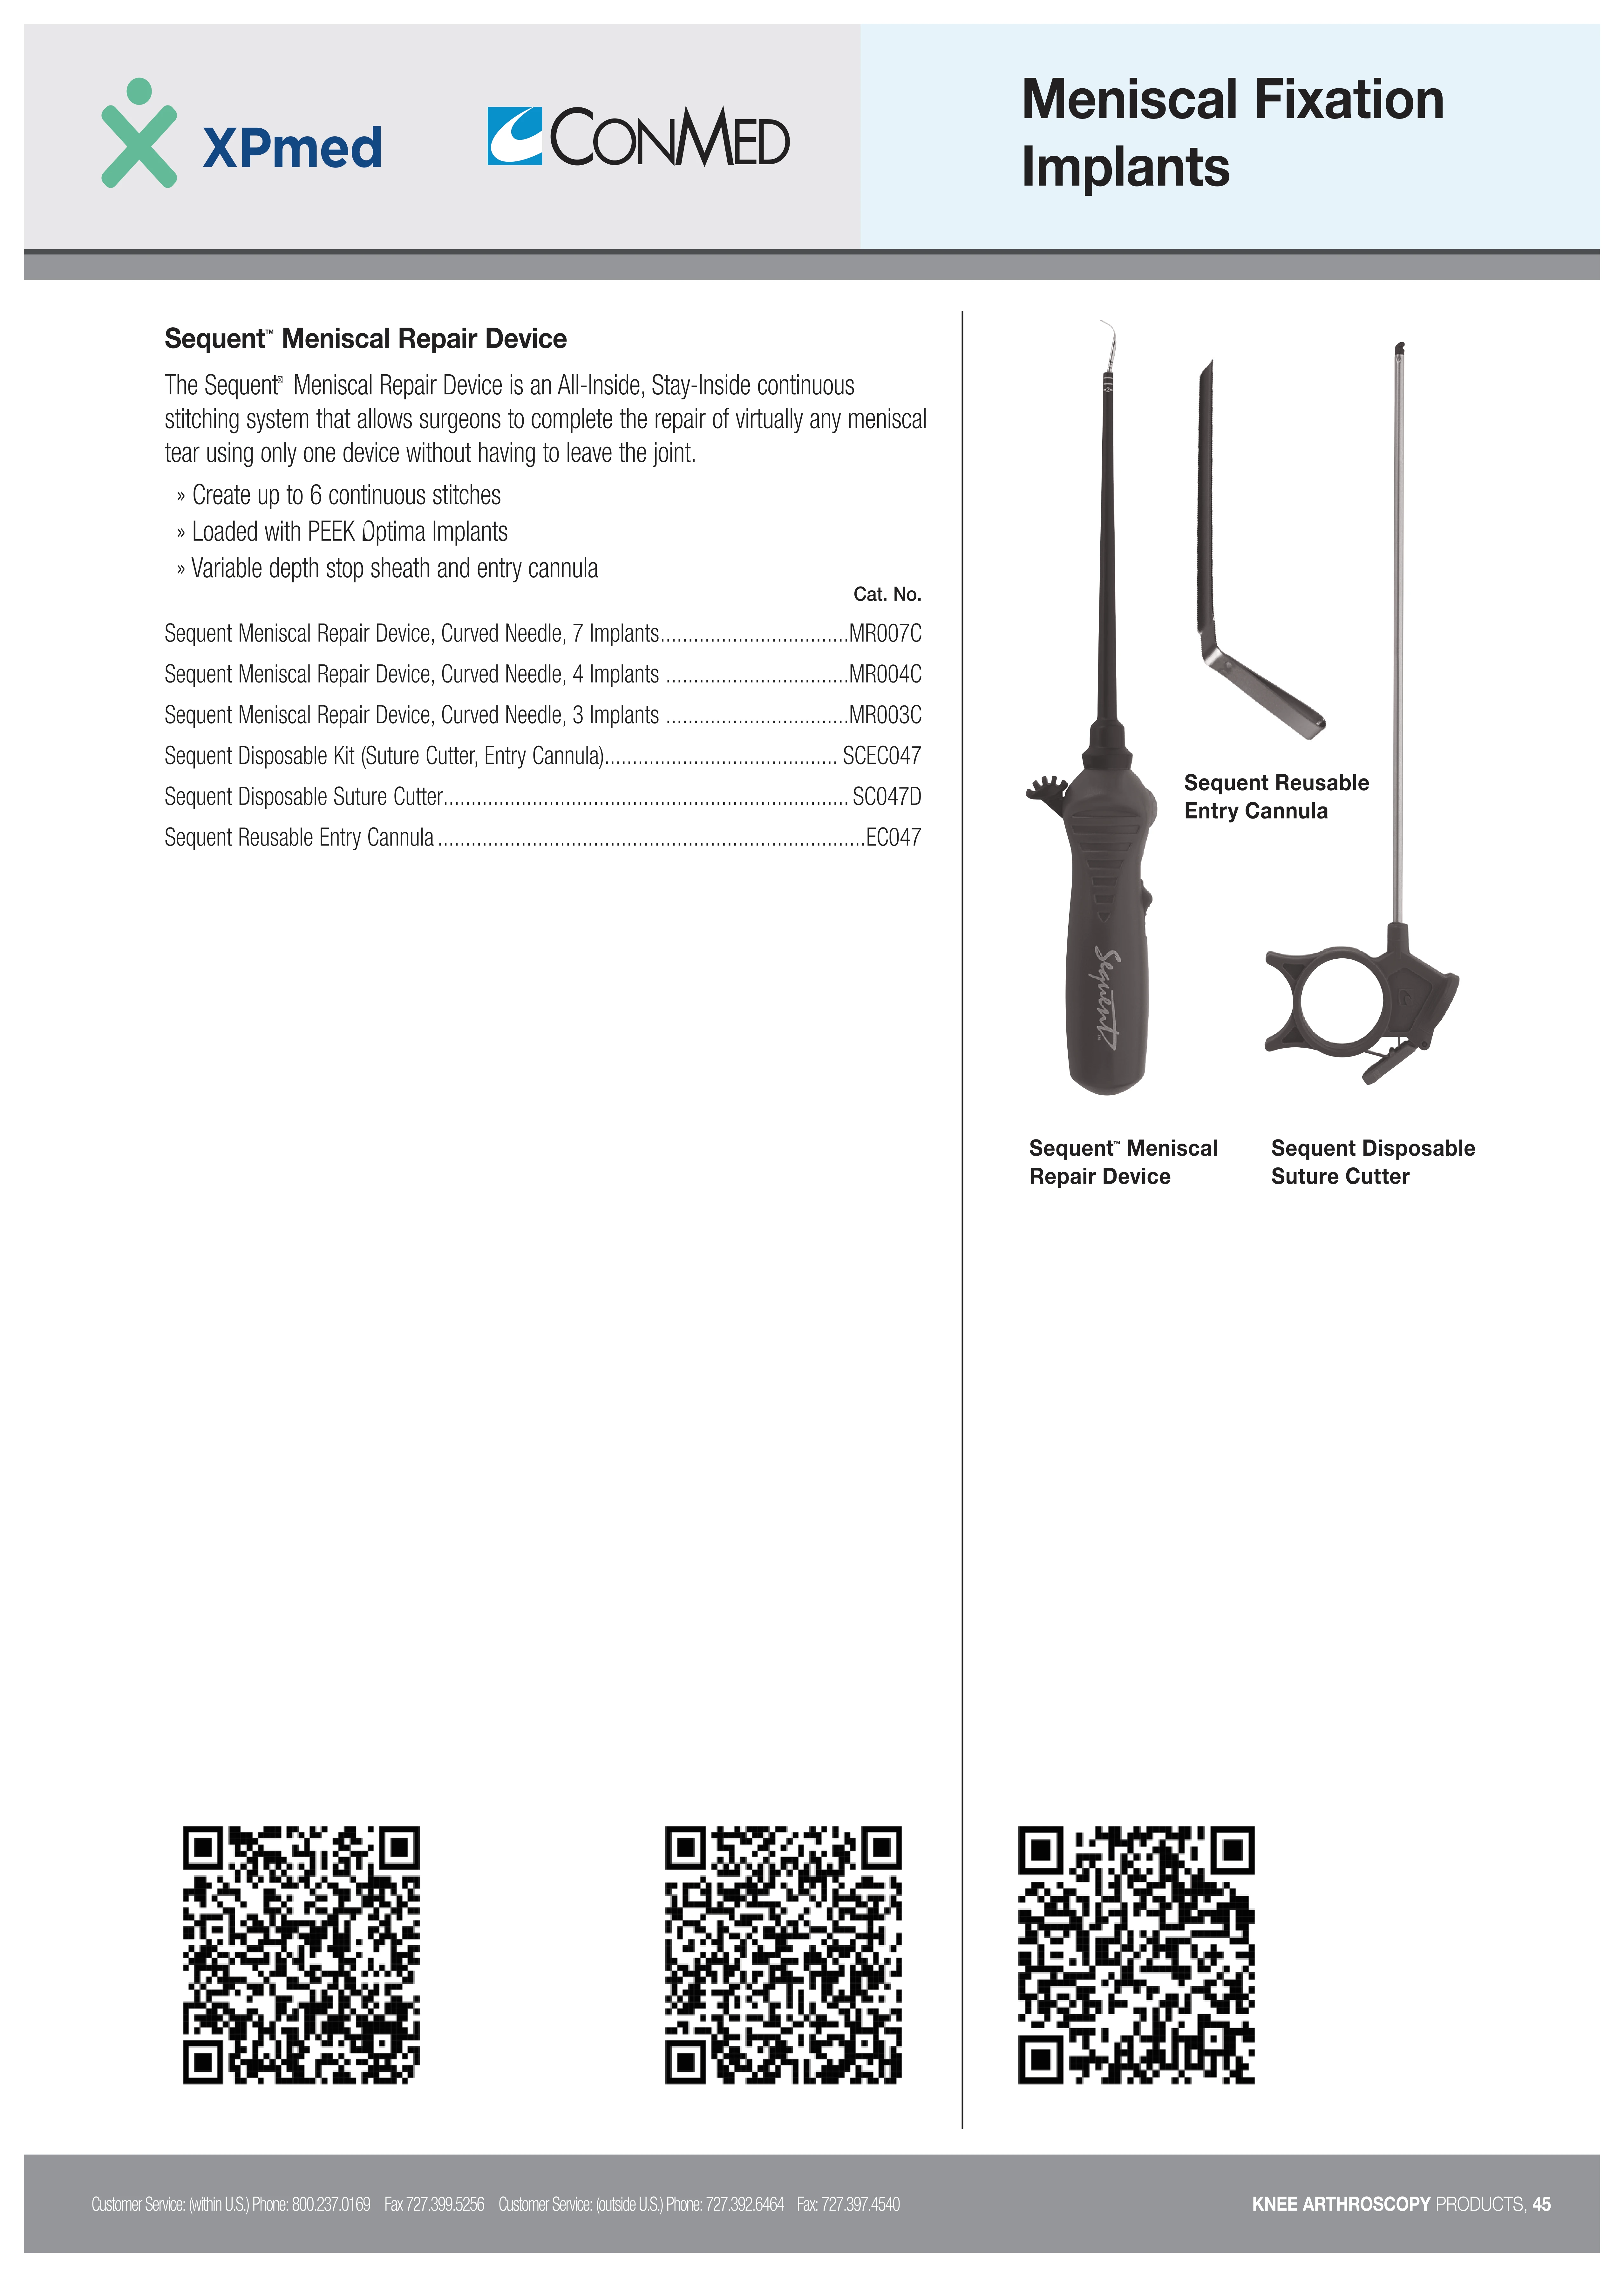 XPmed
CONMED
Meniscal Fixation
Implants
Sequent™ Meniscal Repair Device
The Sequent Meniscal Repair Device is an All-Inside, Stay-Inside continuous
stitching system that allows surgeons to complete the repair of virtually any meniscal
tear using only one device without having to leave the joint.
» Create up to 6 continuous stitches
» Loaded with PEEK Optima Implants
» Variable depth stop sheath and entry cannula
Cat. No.
Sequent Meniscal Repair Device, Curved Needle, 7 Implants..................................MR007C
Sequent Meniscal Repair Device, Curved Needle, 4 Implants .................................MR004C
Sequent Meniscal Repair Device, Curved Needle, 3 Implants .................................MR003C
Sequent Disposable Kit (Suture Cutter, Entry Cannula).......................................... SCEC047
Sequent Disposable Suture Cutter......................................................................... SC047D
Sequent Reusable Entry Cannula .............................................................................EC047
Sequent Reusable
Entry Cannula
Sequent™
Sequent™ Meniscal
Repair Device
Sequent Disposable
Suture Cutter
Customer Service: (within U.S.) Phone: 800.237.0169 Fax 727.399.5256 Customer Service: (outside U.S.) Phone: 727.392.6464 Fax: 727.397.4540
KNEE ARTHROSCOPY PRODUCTS, 45